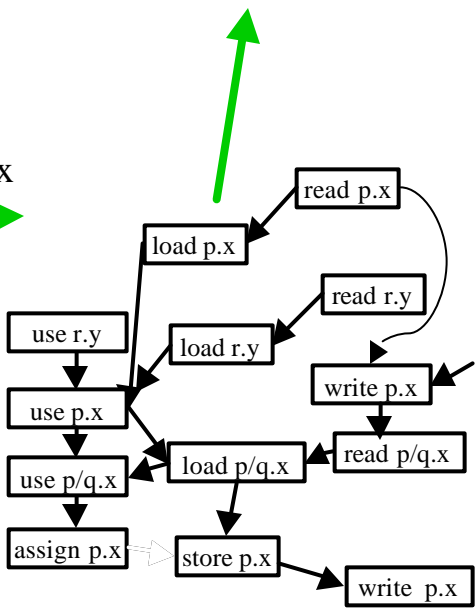 x
read p.x
load p.x
read r.y
use r.y
load r.y
write p.x
use p.x
read p/q.x
load p/q.x
use p/q.x
assign p.x
store p.x
write p.x